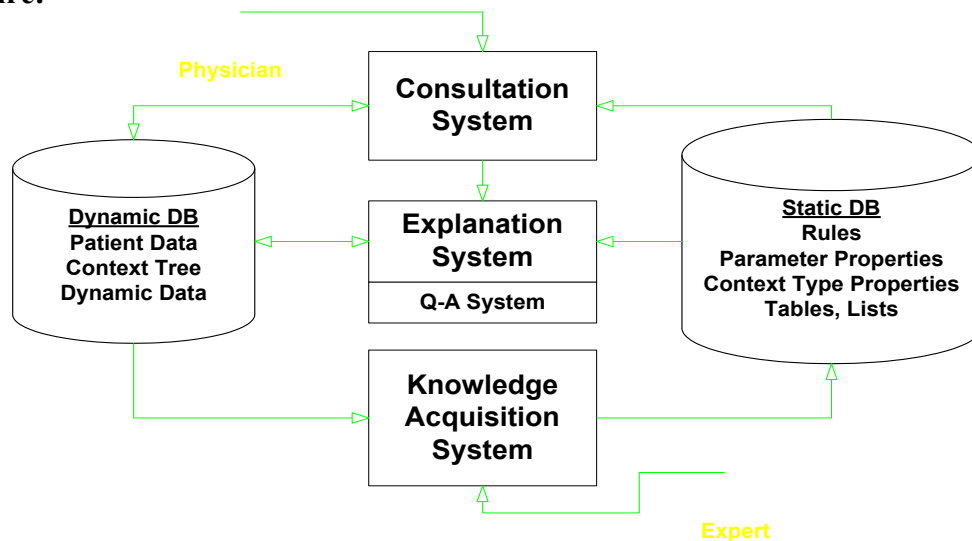 Physician
Consultation
System
Dynamic DB
Patient Data
Context Tree
Dynamic Data
Explanation
System
Q-A System
Static DB
Rules
Parameter Properties
Context Type Properties
Tables, Lists
Knowledge
Acquisition
System
Expert